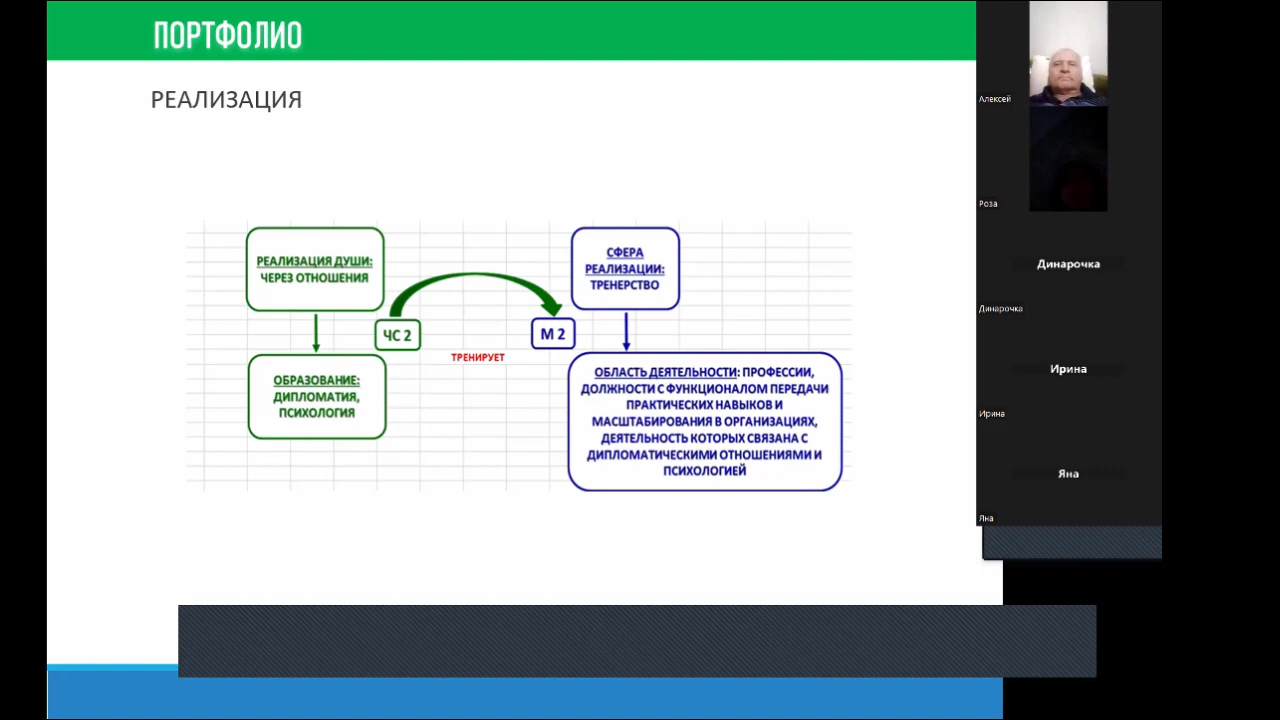 ПОРТФОЛИО
РЕАЛИЗАЦИЯ
РЕАЛИЗАЦИЯ ДУШИ:
ЧЕРЕЗ ОТНОШЕНИЯ
ЧС 2
ОБРАЗОВАНИЕ:
ДИПЛОМАТИЯ,
ПСИХОЛОГИЯ
ТРЕНИРУЕТ
СФЕРА
РЕАЛИЗАЦИИ:
ТРЕНЕРСТВО
М 2
ОБЛАСТЬ ДЕЯТЕЛЬНОСТИ: ПРОФЕССИИ,
ДОЛЖНОСТИ С ФУНКЦИОНАЛОМ ПЕРЕДАЧИ
ПРАКТИЧЕСКИХ НАВЫКОВ И
МАСШТАБИРОВАНИЯ В ОРГАНИЗАЦИЯХ,
ДЕЯТЕЛЬНОСТЬ КОТОРЫХ СВЯЗАНА С
ДИПЛОМАТИЧЕСКИМИ ОТНОШЕНИЯМИ И
ПСИХОЛОГИЕЙ
Алексей
Роза
Динарочка
Динарочка
Ирина
Ирина
Яна
Яна